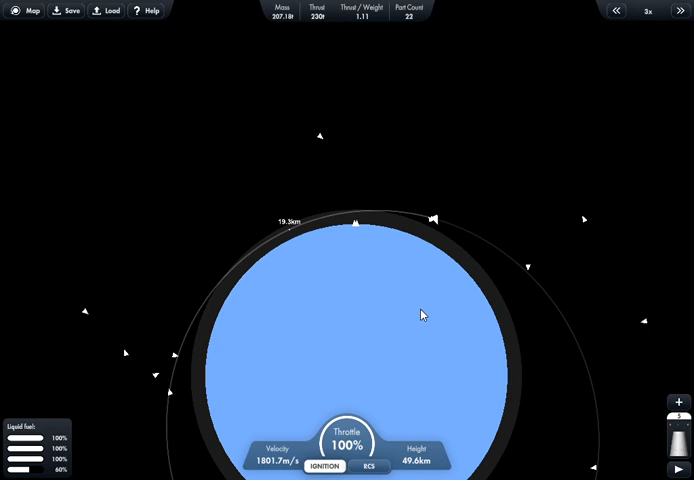 Map
Save
Load
Help
Mass
207.18t
Thrust
230t
Thrust / Weight
1.11
Part Count
22
3x
19.3km
Liquid fuel:
100%
100%
100%
60%
Throttle
100%
Velocity
1801.7m/s
Height
49.6km
IGNITION
RCS
5